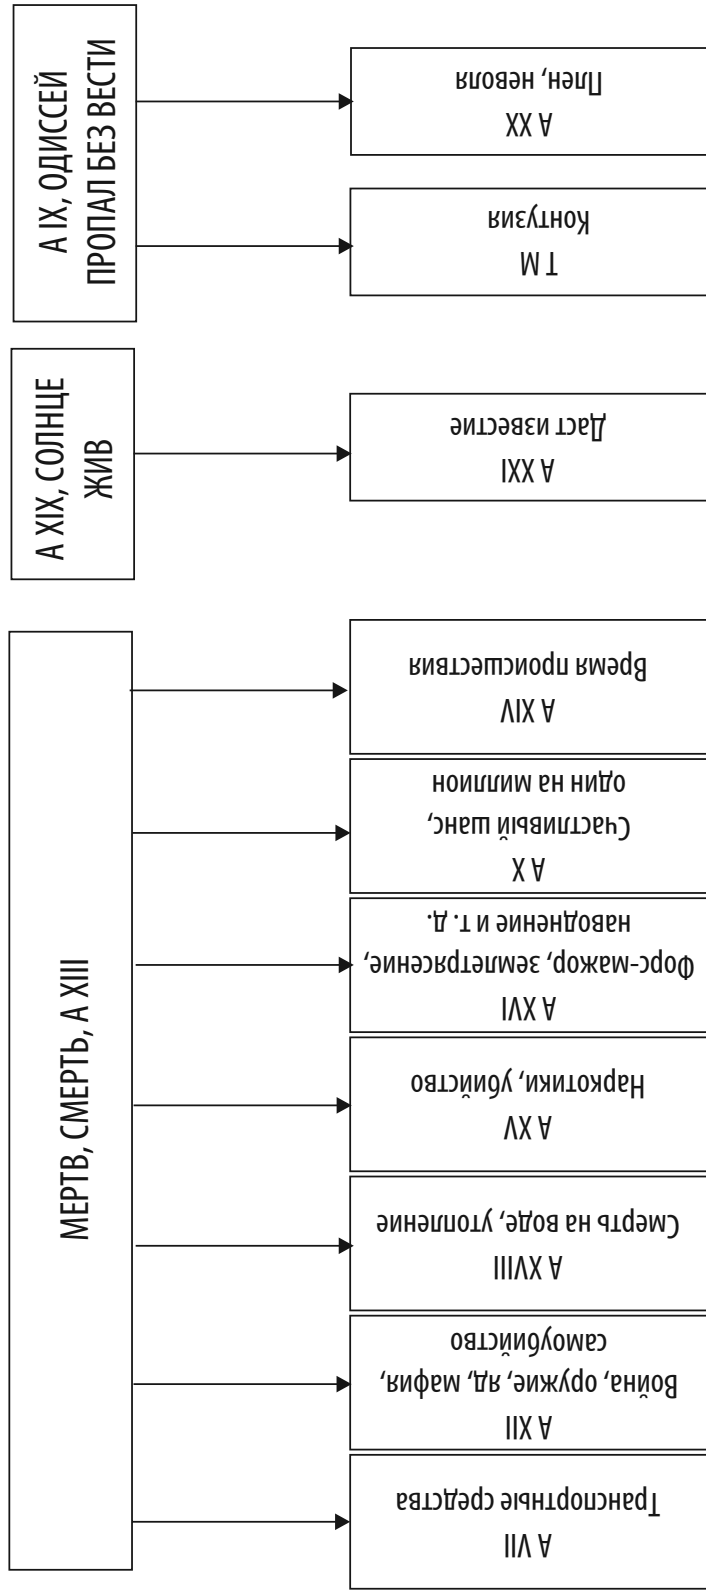 А IX, ОДИССЕЙ
ПРОПАЛ БЕЗ ВЕСТИ
А XX
Плен, неволя
Т М
Контузия
А XIX, СОЛНЦЕ
ЖИВ
А XXI
Даст известие
МЕРТВ, СМЕРТЬ, А XIII
А XIV
Время происшествия
А X
Счастливый шанс,
один на миллион
А XVI
Форс-мажор, землетрясение,
наводнение и т. д.
А XV
Наркотики, убийство
А XVIII
Смерть на воде, утопление
А XII
Война, оружие, яд, мафия,
самоубийство
А VII
Транспортные средства